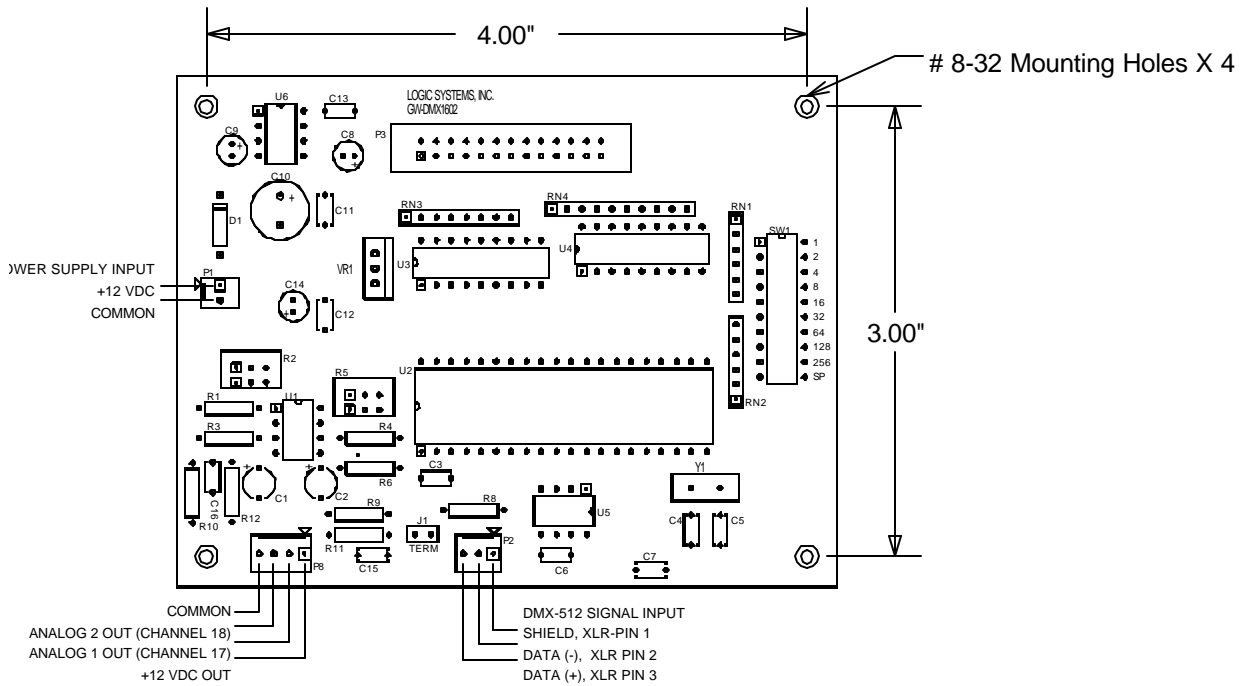 4.00"
# 8-32 Mounting Holes X 4
LOGIC SYSTEMS, INC.
GW-DMX1602
U6
C13
C9
C8
P3
C10
C11
D1
RN3
RN4
RN1
SW1
U3
U4
VR1
1
2
4
8
16
32
64
128
256
SP
3.00"
OWER SUPPLY INPUT
+12 VDC
COMMON
P1
C14
C12
R2
R5
U2
RN2
R1
U1
R3
R4
R6
C3
Y1
C1
C2
C16
R10
R12
R9
R11
J1
TERM
R8
U5
C4
C5
P8
C15
P2
C6
C7
COMMON
ANALOG 2 OUT (CHANNEL 18)
ANALOG 1 OUT (CHANNEL 17)
+12 VDC OUT
DMX-512 SIGNAL INPUT
SHIELD, XLR-PIN 1
DATA (-), XLR PIN 2
DATA (+), XLR PIN 3